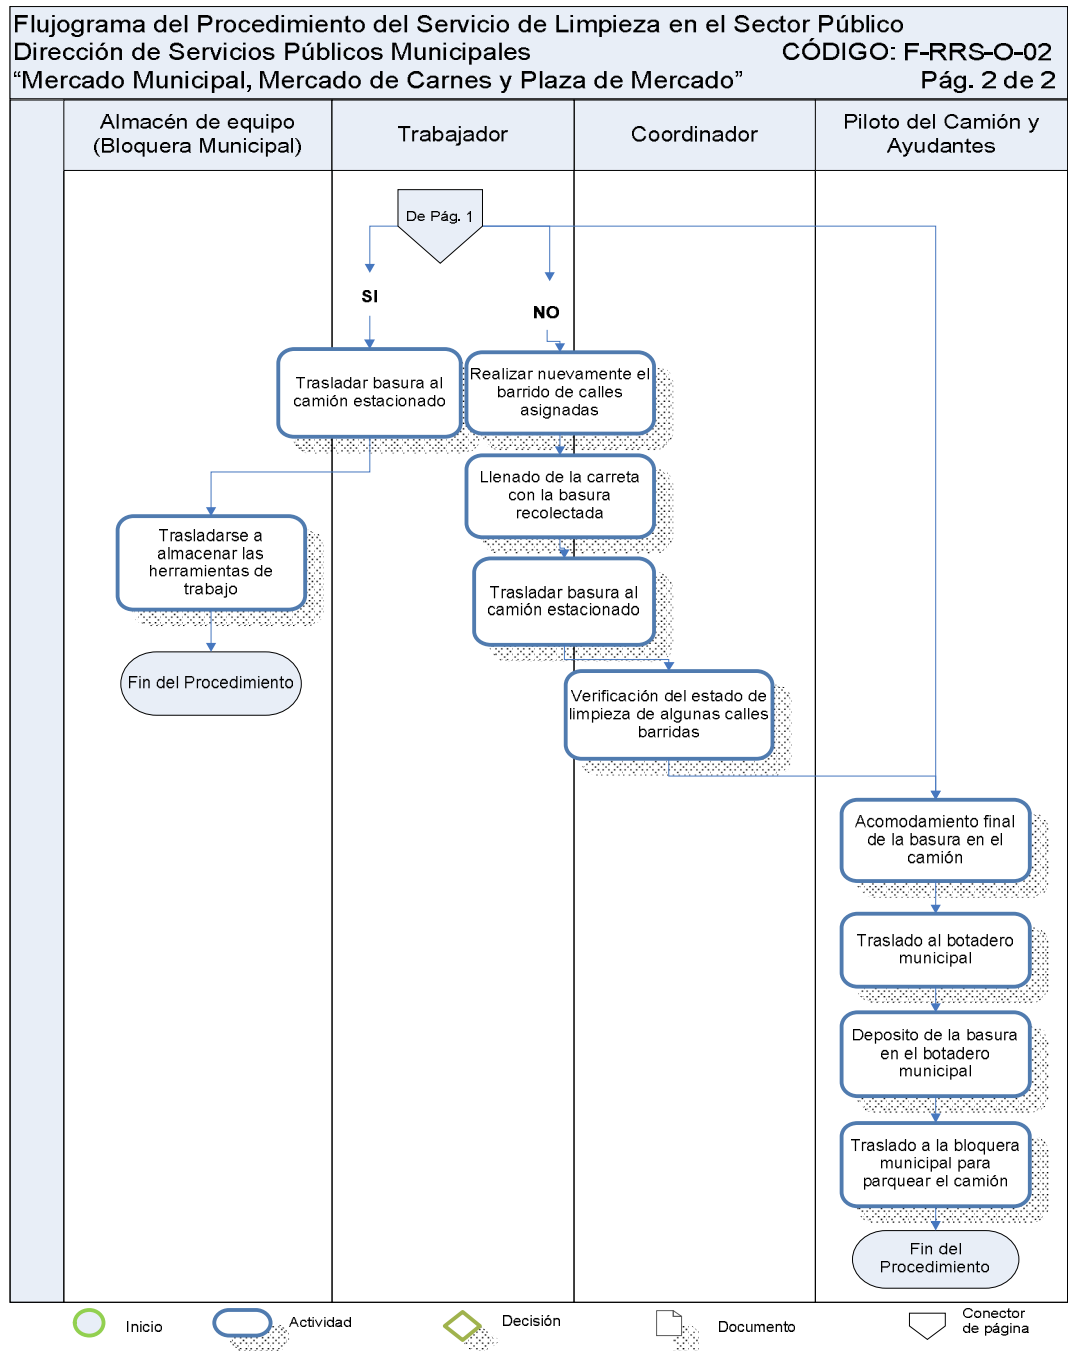 Flujograma del Procedimiento del Servicio de Limpieza en el Sector Público
Dirección de Servicios Públicos Municipales CÓDIGO: F-RRS-O-02
“Mercado Municipal, Mercado de Carnes y Plaza de Mercado” Pág. 2 de 2
Almacén de equipo
(Bloquera Municipal)
Trabajador
Coordinador
Piloto del Camión y
Ayudantes
De Pág. 1
SI
NO
Trasladar basura al
camión estacionado
Realizar nuevamente el
barrido de calles
asignadas
Llenado de la carreta
con la basura
recolectada
Trasladarse a
almacenar las
herramientas de
trabajo
Trasladar basura al
camión estacionado
Fin del Procedimiento
Verificación del estado de
limpieza de algunas calles
barridas
Acomodamiento final
de la basura en el
camión
Traslado al botadero
municipal
Deposito de la basura
en el botadero
municipal
Traslado a la bloquera
municipal para
parquear el camión
Fin del
Procedimiento
Inicio
Actividad
Decisión
Documento
Conector
de página